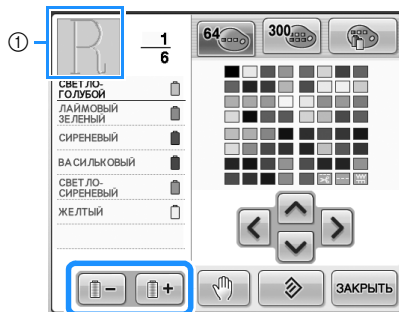 ①
1
6
64
300
СВЕТЛО-
ГОЛУБОЙ
ЛАЙМОВЫЙ
ЗЕЛЕНЫЙ
СИРЕНЕВЫЙ
ВАСИЛЬКОВЫЙ
СВЕТЛО-
СИРЕНЕВЫЙ
ЖЕЛТЫЙ
- +
ЗАКРЫТЬ